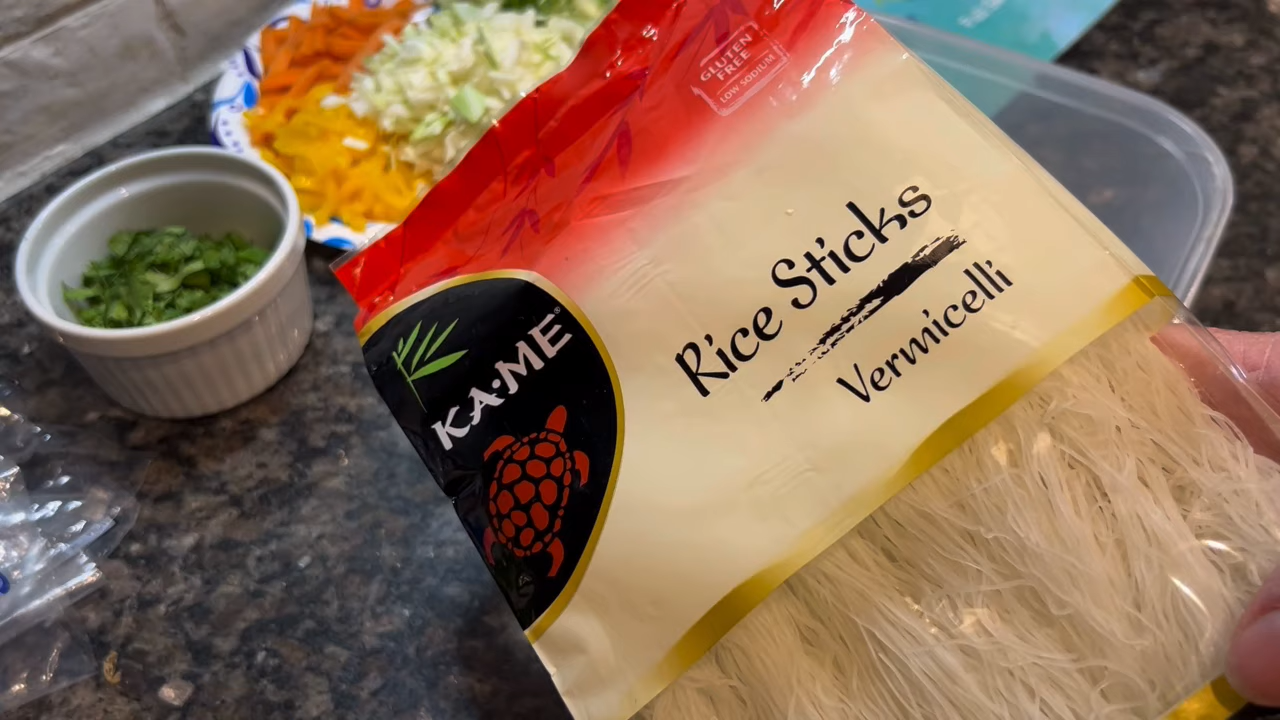 GLUTEN
FREE
LOW SODIUM
Rice Sticks
Vermicelli
KA·ME®